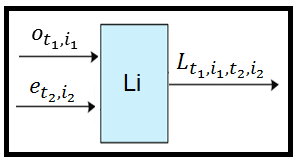 o_{t_1,i_1}
e_{t_2,i_2}
Li
L_{t_1,i_1,t_2,i_2}